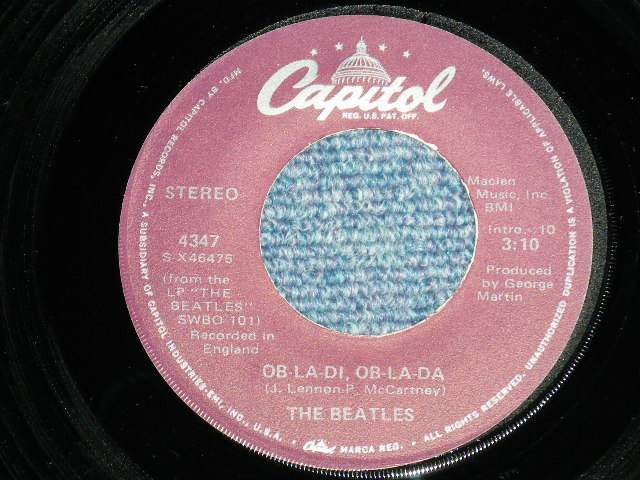 Capitol
REG. U.S. PAT. OFF.
STEREO
4347
S-X46475
(from the
LP "THE
BEATLES"
SWBO-101)
Recorded in
England
Maclen
Music, Inc.
BMI
Intro.-:10
3:10
Produced
by George
Martin
OB-LA-DI, OB-LA-DA
(J. Lennon-P. McCartney)
THE BEATLES
MFD. BY CAPITOL RECORDS, INC., A SUBSIDIARY OF CAPITOL INDUSTRIES-EMI, INC., U.S.A. • Capitol MARCA REG. • ALL RIGHTS RESERVED. UNAUTHORIZED DUPLICATION IS A VIOLATION OF APPLICABLE LAWS.